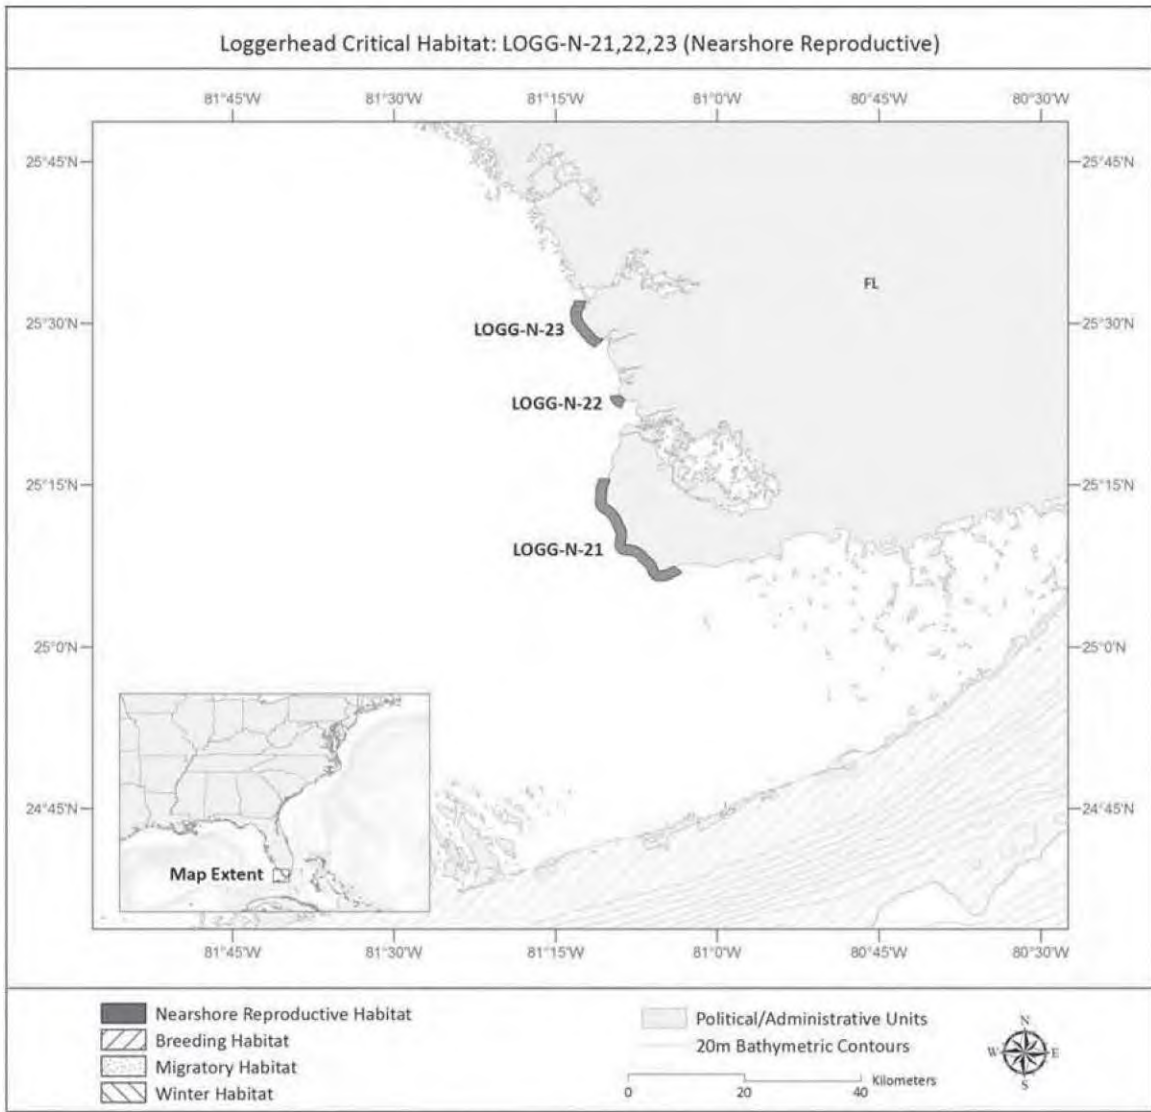 Loggerhead Critical Habitat: LOGG-N-21,22,23 (Nearshore Reproductive)
81°45'W 81°30'W 81°15'W 81°0'W 80°45'W 80°30'W
25°45'N 25°45'N
FL
25°30'N 25°30'N
LOGG-N-23
LOGG-N-22
25°15'N 25°15'N
LOGG-N-21
25°0'N 25°0'N
24°45'N 24°45'N
Map Extent
81°45'W 81°30'W 81°15'W 81°0'W 80°45'W 80°30'W
Nearshore Reproductive Habitat
Breeding Habitat
Migratory Habitat
Winter Habitat
Political/Administrative Units
20m Bathymetric Contours
Kilometers
0 20 40
N
W E
S